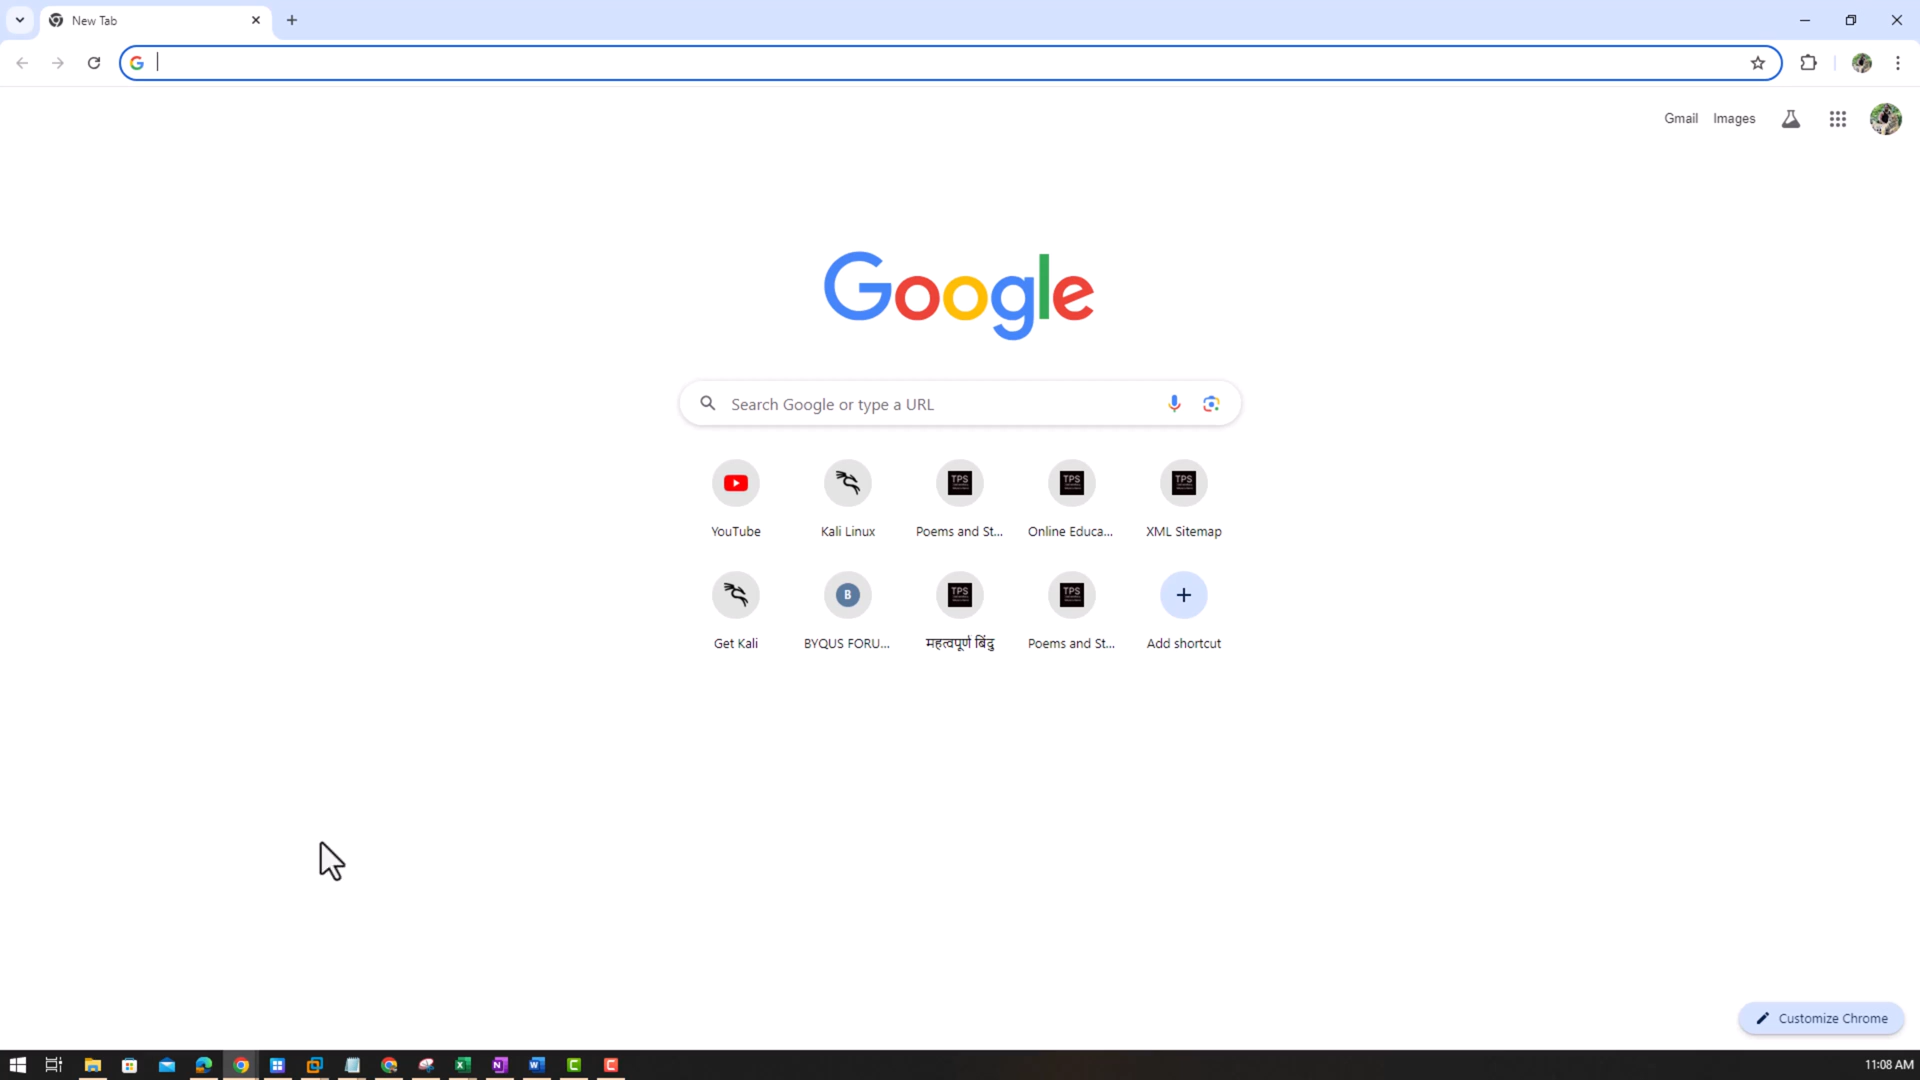 New Tab
Gmail Images
Google
Search Google or type a URL
YouTube
Kali Linux
Poems and St...
Online Educa...
XML Sitemap
Get Kali
BYQUS FORU...
महत्वपूर्ण बिंदु
Poems and St...
Add shortcut
Customize Chrome
11:08 AM